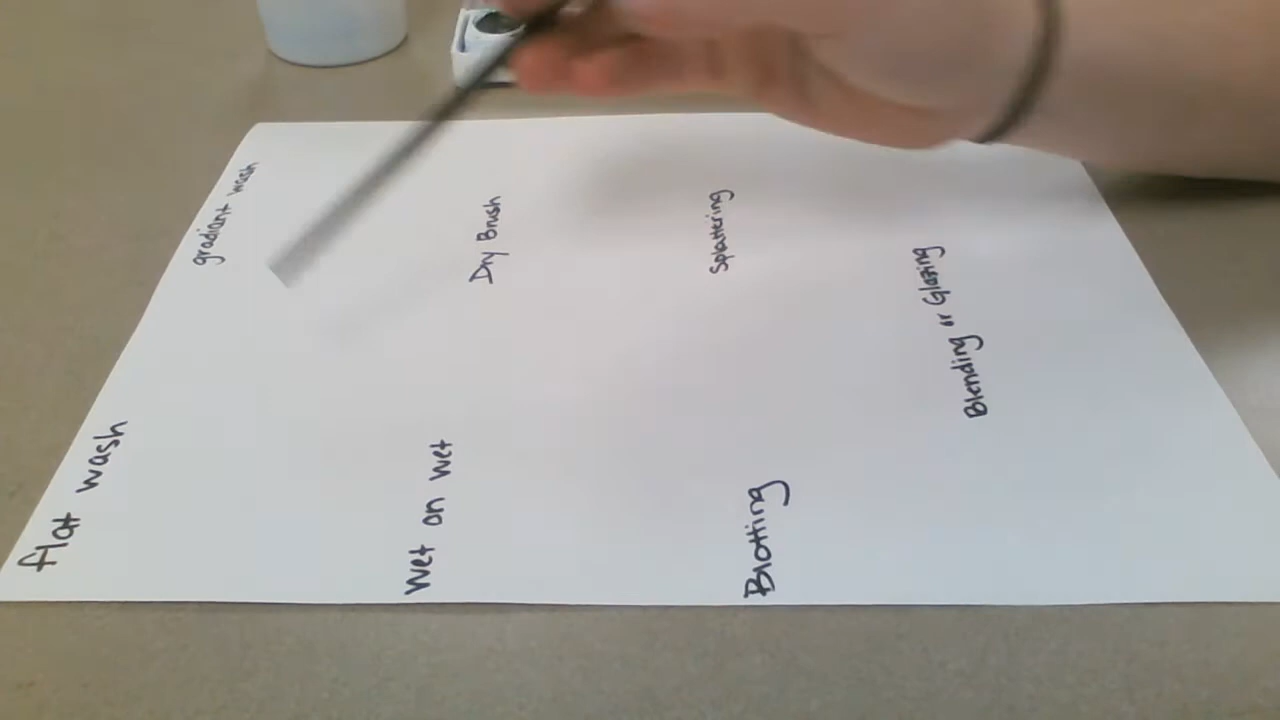 flat wash
gradiant wash
Wet on wet
Dry Brush
Blotting
Splattering
Blending or Glazing